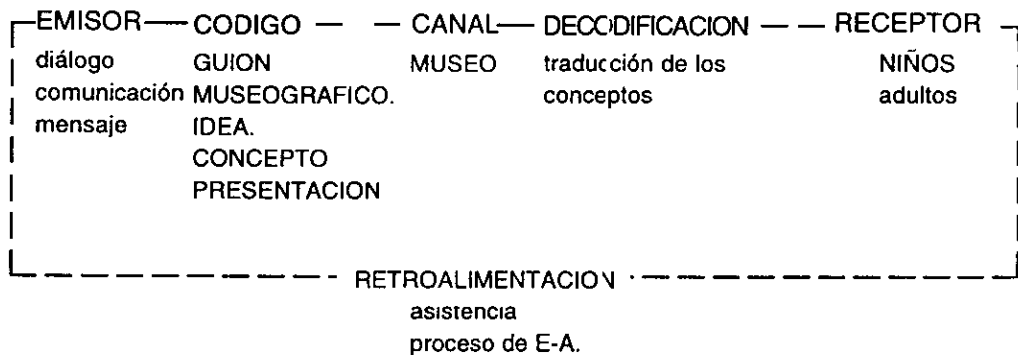 EMISOR CODIGO CANAL DECODIFICACION RECEPTOR
diálogo GUION MUSEO traducción de los NIÑOS
comunicación MUSEOGRAFICO. conceptos adultos
mensaje IDEA.
CONCEPTO
PRESENTACION
RETROALIMENTACION
asistencia
proceso de E-A.